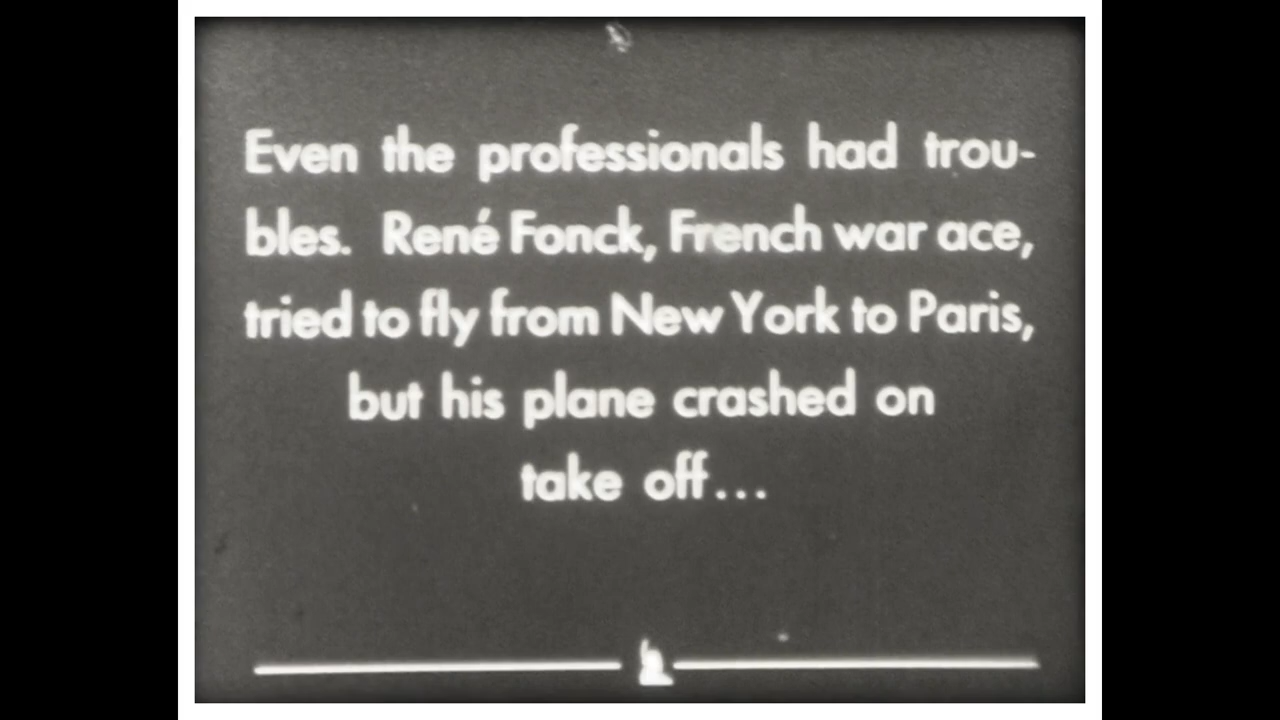 Even the professionals had trou-
bles. René Fonck, French war ace,
tried to fly from New York to Paris,
but his plane crashed on
take off...